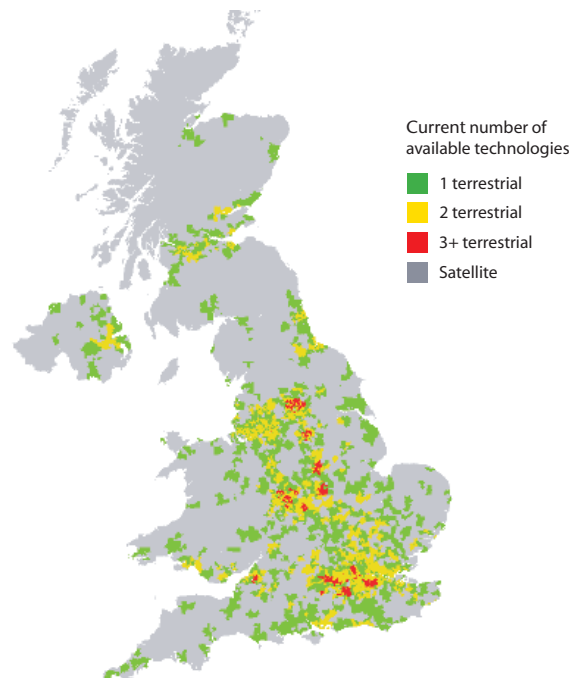 Current number of
available technologies
1 terrestrial
2 terrestrial
3+ terrestrial
Satellite